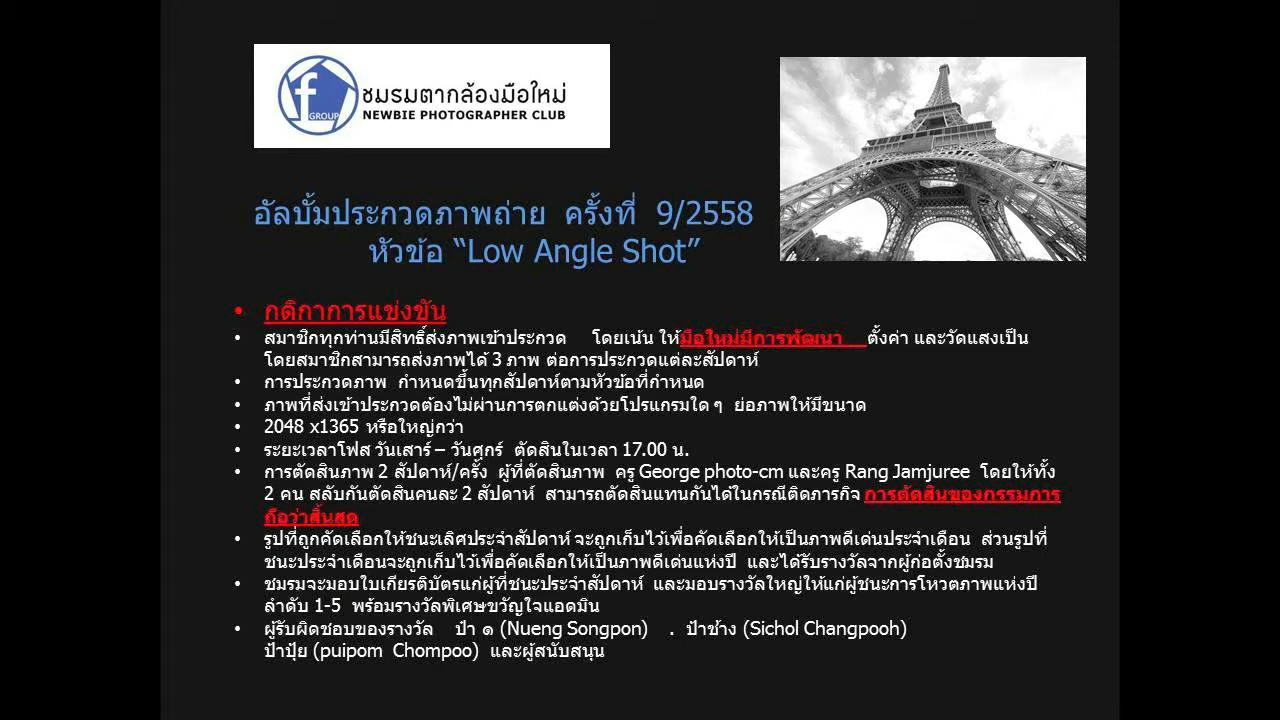 f
GROUP
ชมรมตากล้องมือใหม่
NEWBIE PHOTOGRAPHER CLUB
อัลบั้มประกวดภาพถ่าย ครั้งที่ 9/2558
หัวข้อ “Low Angle Shot”
• กติกาการแข่งขัน
• สมาชิกทุกท่านมีสิทธิ์ส่งภาพเข้าประกวด โดยเน้น ให้มือใหม่มีการพัฒนา ตั้งค่า และวัดแสงเป็น
โดยสมาชิกสามารถส่งภาพได้ 3 ภาพ ต่อการประกวดแต่ละสัปดาห์
• การประกวดภาพ กำหนดขึ้นทุกสัปดาห์ตามหัวข้อที่กำหนด
• ภาพที่ส่งเข้าประกวดต้องไม่ผ่านการตกแต่งด้วยโปรแกรมใด ๆ ย่อภาพให้มีขนาด
• 2048 x1365 หรือใหญ่กว่า
• ระยะเวลาโฟส วันเสาร์ – วันศุกร์ ตัดสินในเวลา 17.00 น.
• การตัดสินภาพ 2 สัปดาห์/ครั้ง ผู้ที่ตัดสินภาพ ครู George photo-cm และครู Rang Jamjuree โดยให้ทั้ง
2 คน สลับกันตัดสินคนละ 2 สัปดาห์ สามารถตัดสินแทนกันได้ในกรณีติดภารกิจ การตัดสินของกรรมการ
ถือว่าสิ้นสุด
• รูปที่ถูกคัดเลือกให้ชนะเลิศประจำสัปดาห์ จะถูกเก็บไว้เพื่อคัดเลือกให้เป็นภาพดีเด่นประจำเดือน ส่วนรูปที่
ชนะประจำเดือนจะถูกเก็บไว้เพื่อคัดเลือกให้เป็นภาพดีเด่นแห่งปี และได้รับรางวัลจากผู้ก่อตั้งชมรม
• ชมรมจะมอบใบเกียรติบัตรแก่ผู้ที่ชนะประจำสัปดาห์ และมอบรางวัลใหญ่ให้แก่ผู้ชนะการโหวตภาพแห่งปี
ลำดับ 1-5 พร้อมรางวัลพิเศษขวัญใจแอดมิน
• ผู้รับผิดชอบของรางวัล ป๋า ๑ (Nueng Songpon) . ป๋าช้าง (Sichol Changpooh)
ป้าปุ้ย (puipom Chompoo) และผู้สนับสนุน